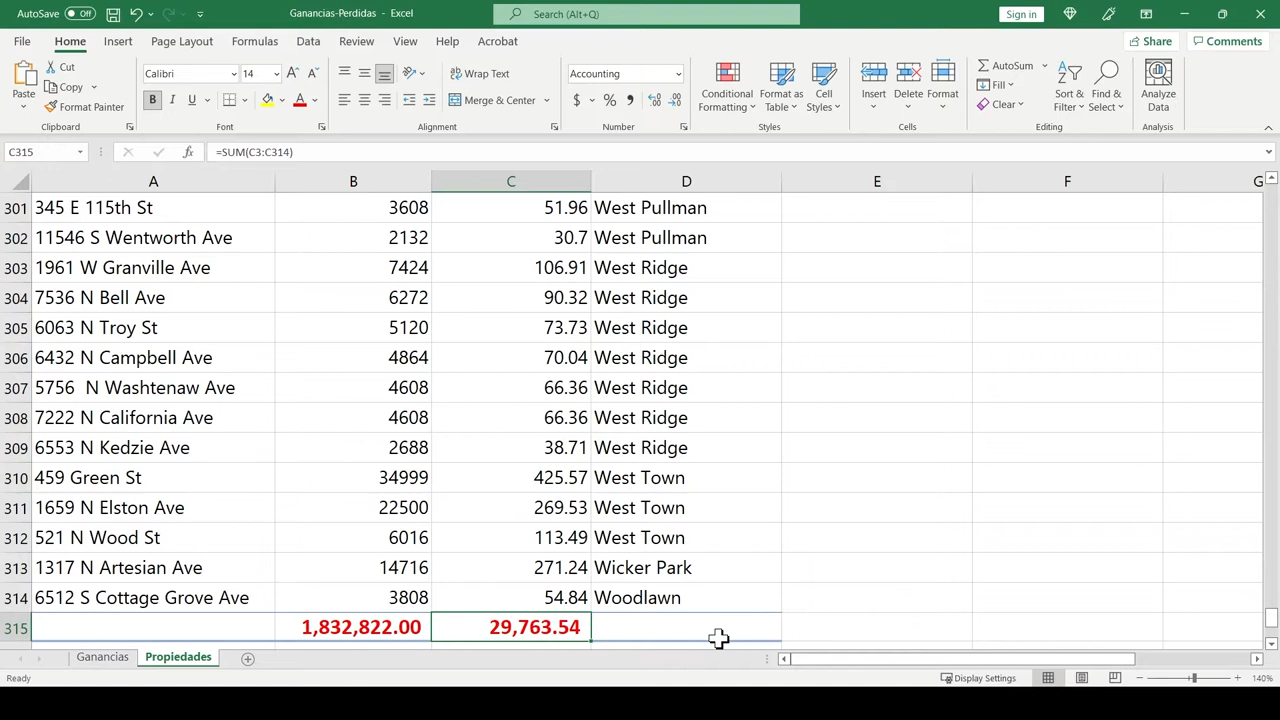 AutoSave Off Ganancias-Perdidas - Excel Search (Alt+Q) Sign in
File Home Insert Page Layout Formulas Data Review View Help Acrobat Share Comments
Paste Cut Copy Format Painter Clipboard
Calibri 14 B I U A Font
Wrap Text Merge & Center Alignment
Accounting $ % , Number
Conditional Formatting Format as Table Cell Styles Styles
Insert Delete Format Cells
AutoSum Fill Clear Sort & Filter Find & Select Editing
Analyze Data Analysis
C315 fx =SUM(C3:C314)
A B C D E F G
301 345 E 115th St 3608 51.96 West Pullman
302 11546 S Wentworth Ave 2132 30.7 West Pullman
303 1961 W Granville Ave 7424 106.91 West Ridge
304 7536 N Bell Ave 6272 90.32 West Ridge
305 6063 N Troy St 5120 73.73 West Ridge
306 6432 N Campbell Ave 4864 70.04 West Ridge
307 5756 N Washtenaw Ave 4608 66.36 West Ridge
308 7222 N California Ave 4608 66.36 West Ridge
309 6553 N Kedzie Ave 2688 38.71 West Ridge
310 459 Green St 34999 425.57 West Town
311 1659 N Elston Ave 22500 269.53 West Town
312 521 N Wood St 6016 113.49 West Town
313 1317 N Artesian Ave 14716 271.24 Wicker Park
314 6512 S Cottage Grove Ave 3808 54.84 Woodlawn
315 1,832,822.00 29,763.54
Ganancias Propiedades
Ready Display Settings 140%